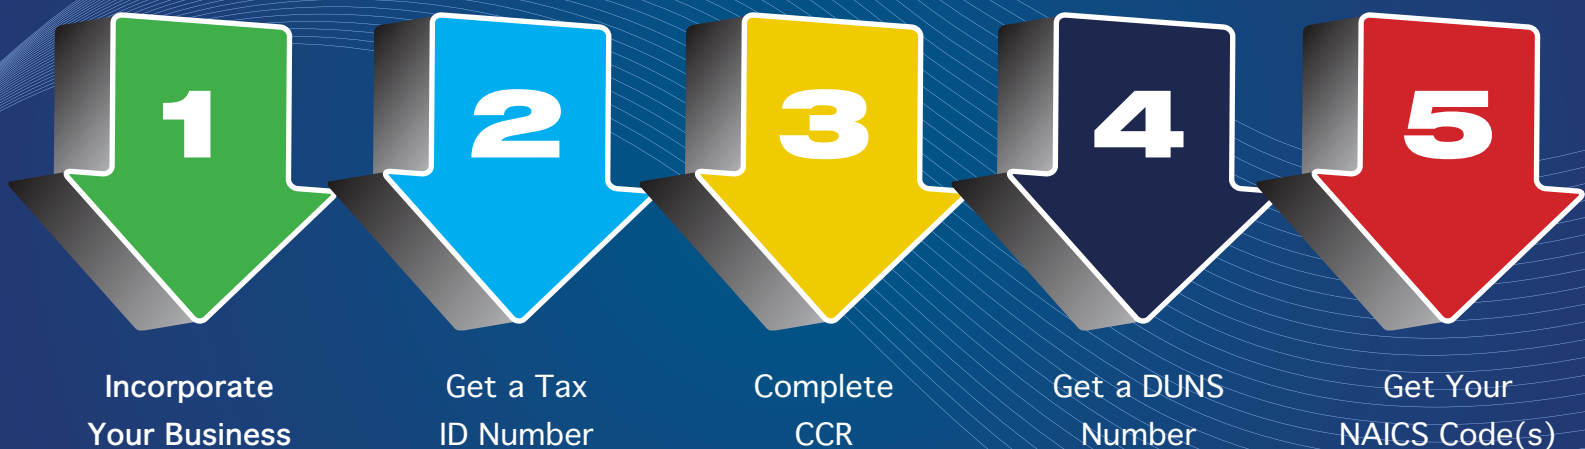 1
2
3
4
5
Incorporate
Your Business
Get a Tax
ID Number
Complete
CCR
Get a DUNS
Number
Get Your
NAICS Code(s)